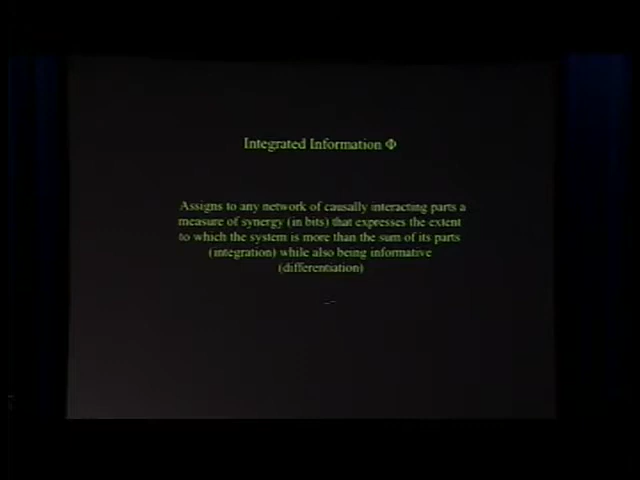 Integrated Information Φ
Assigns to any network of causally interacting parts a
measure of synergy (in bits) that expresses the extent
to which the system is more than the sum of its parts
(integration) while also being informative
(differentiation)